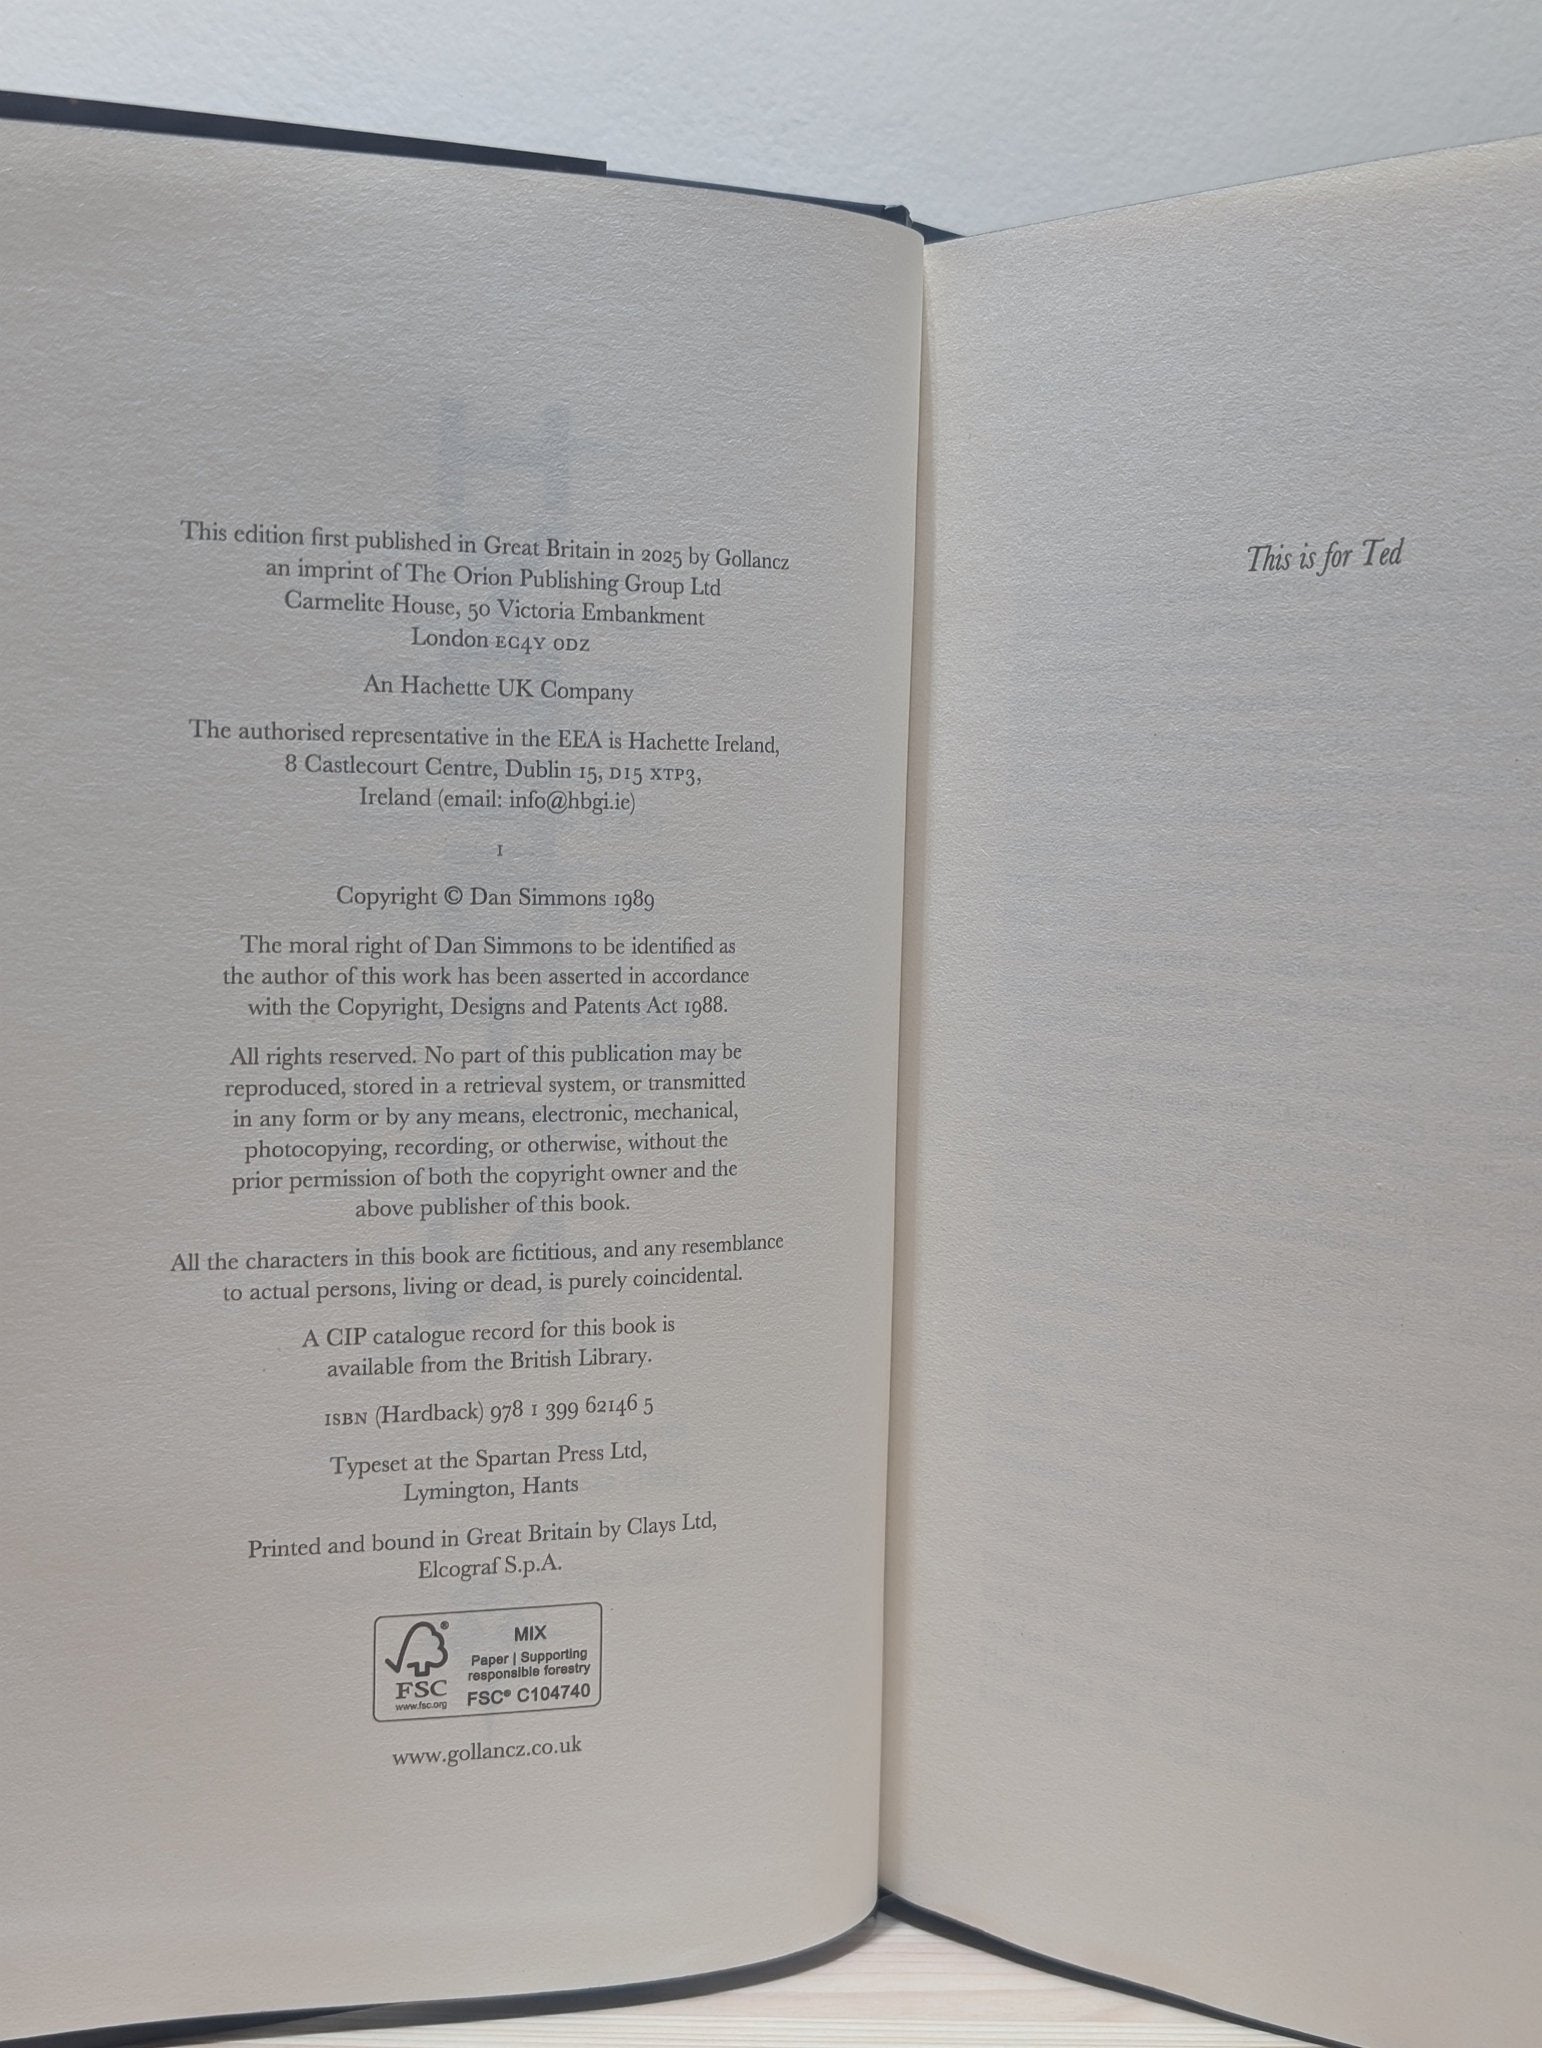 This edition first published in Great Britain in 2025 by Gollancz
an imprint of The Orion Publishing Group Ltd
Carmelite House, 50 Victoria Embankment
London EC4Y 0DZ
An Hachette UK Company
The authorised representative in the EEA is Hachette Ireland,
8 Castlecourt Centre, Dublin 15, D15 XTP3,
Ireland (email: info@hbgi.ie)
1
Copyright © Dan Simmons 1989
The moral right of Dan Simmons to be identified as
the author of this work has been asserted in accordance
with the Copyright, Designs and Patents Act 1988.
All rights reserved. No part of this publication may be
reproduced, stored in a retrieval system, or transmitted
in any form or by any means, electronic, mechanical,
photocopying, recording, or otherwise, without the
prior permission of both the copyright owner and the
above publisher of this book.
All the characters in this book are fictitious, and any resemblance
to actual persons, living or dead, is purely coincidental.
A CIP catalogue record for this book is
available from the British Library.
ISBN (Hardback) 978 1 399 62146 5
Typeset at the Spartan Press Ltd,
Lymington, Hants
Printed and bound in Great Britain by Clays Ltd,
Elcograf S.p.A.
®
FSC
www.fsc.org
MIX
Paper | Supporting
responsible forestry
FSC® C104740
www.gollancz.co.uk
This is for Ted